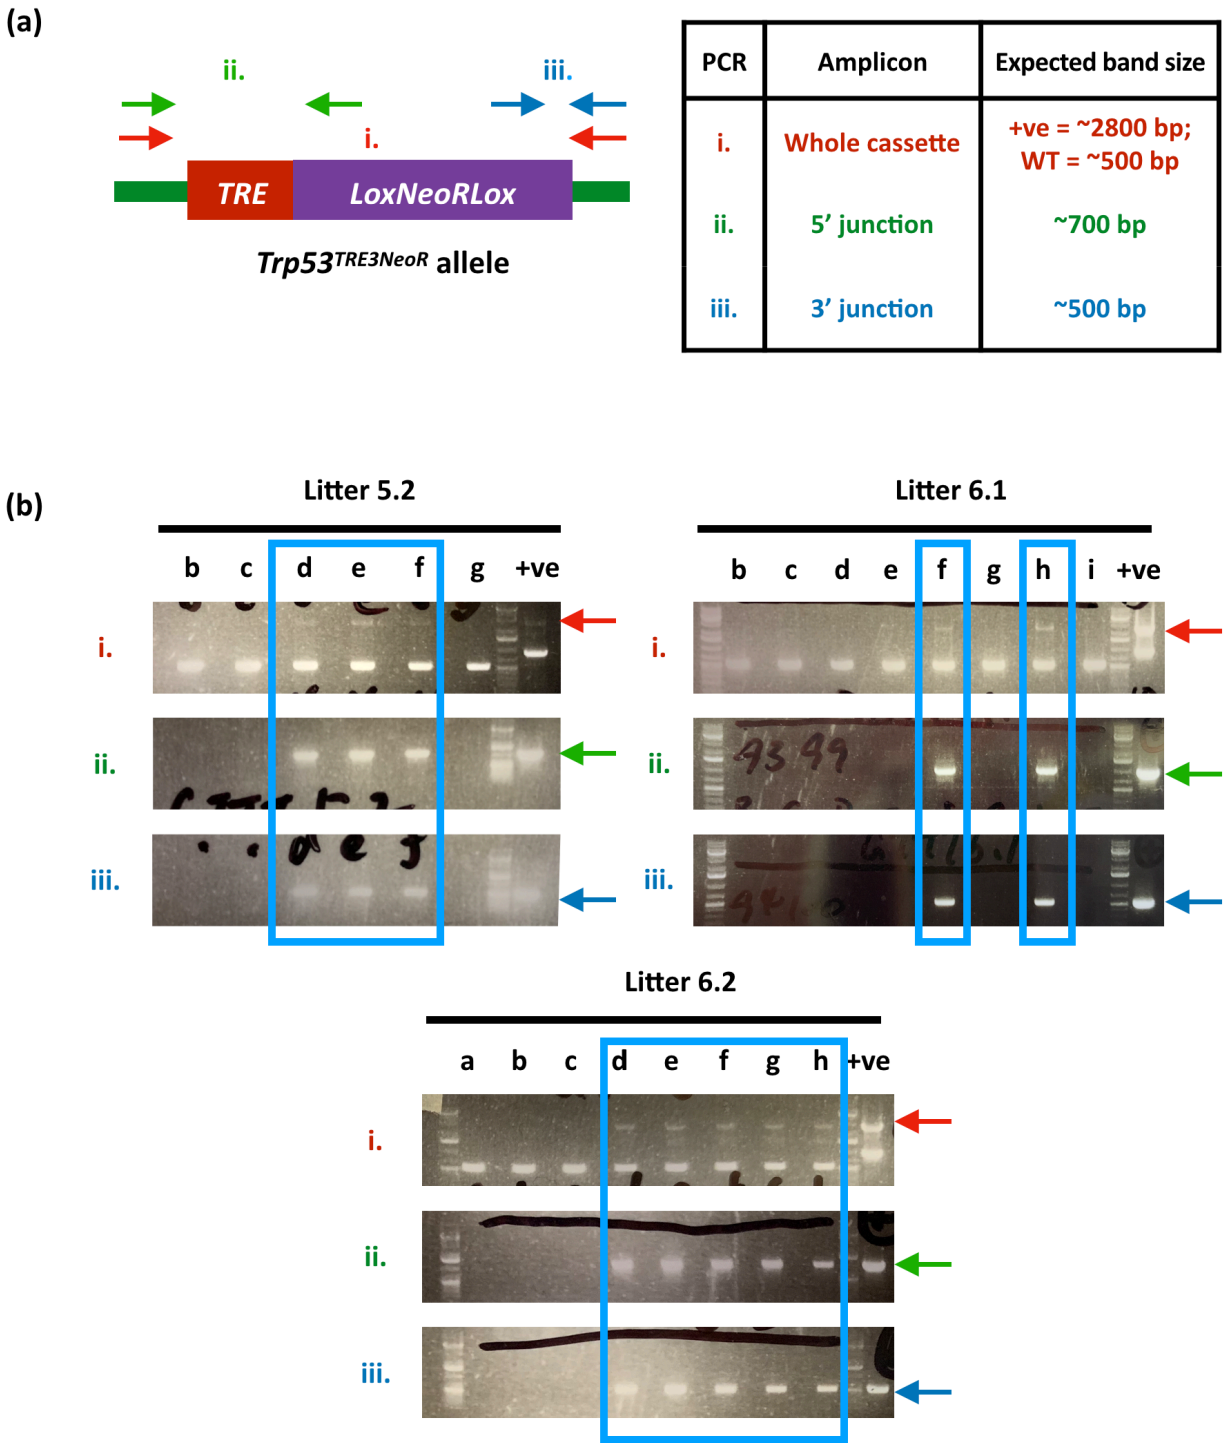 (a)
ii.
iii.
i.
TRE
LoxNeoRLox
Trp53TRE3NeoR allele
PCR
Amplicon
Expected band size
i.
Whole cassette
+ve = ~2800 bp;
WT = ~500 bp
ii.
5’ junction
~700 bp
iii.
3’ junction
~500 bp
(b)
Litter 5.2
b c d e f g +ve
i.
ii.
iii.
d e f
Litter 6.1
b c d e f g h i +ve
i.
ii.
iii.
Litter 6.2
a b c d e f g h +ve
i.
ii.
iii.